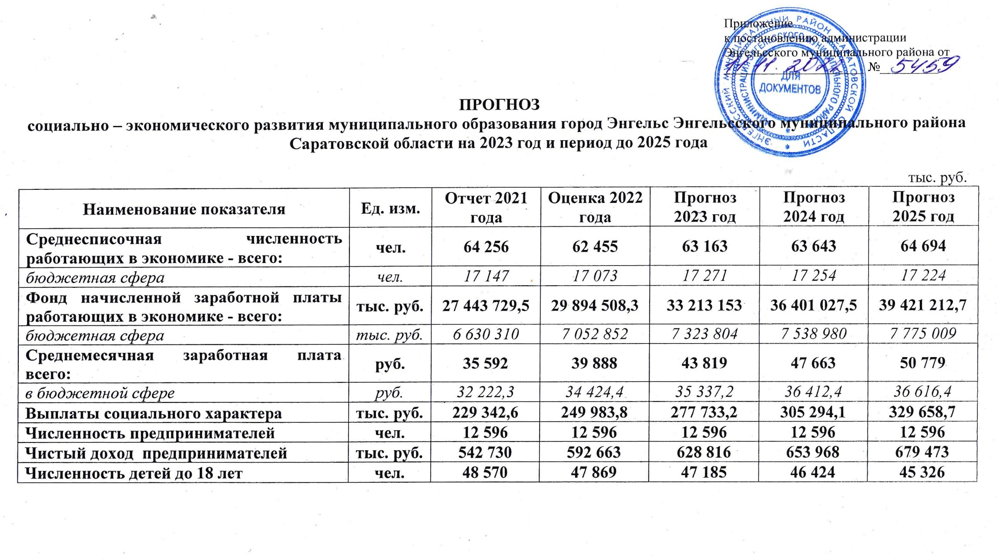 Приложение
к постановлению администрации
Энгельсского муниципального района от
11.11.2022 № 5459
ЭНГЕЛЬССКИЙ МУНИЦИПАЛЬНЫЙ РАЙОН САРАТОВСКОЙ ОБЛАСТИ
АДМИНИСТРАЦИЯ ЭНГЕЛЬССКОГО МУНИЦИПАЛЬНОГО РАЙОНА
ДЛЯ
ДОКУМЕНТОВ
ПРОГНОЗ
социально – экономического развития муниципального образования город Энгельс Энгельсского муниципального района
Саратовской области на 2023 год и период до 2025 года
тыс. руб.
Наименование показателя Ед. изм. Отчет 2021 года Оценка 2022 года Прогноз 2023 год Прогноз 2024 год Прогноз 2025 год
Среднесписочная численность
работающих в экономике - всего: чел. 64 256 62 455 63 163 63 643 64 694
бюджетная сфера чел. 17 147 17 073 17 271 17 254 17 224
Фонд начисленной заработной платы
работающих в экономике - всего: тыс. руб. 27 443 729,5 29 894 508,3 33 213 153 36 401 027,5 39 421 212,7
бюджетная сфера тыс. руб. 6 630 310 7 052 852 7 323 804 7 538 980 7 775 009
Среднемесячная заработная плата
всего: руб. 35 592 39 888 43 819 47 663 50 779
в бюджетной сфере руб. 32 222,3 34 424,4 35 337,2 36 412,4 36 616,4
Выплаты социального характера тыс. руб. 229 342,6 249 983,8 277 733,2 305 294,1 329 658,7
Численность предпринимателей чел. 12 596 12 596 12 596 12 596 12 596
Чистый доход предпринимателей тыс. руб. 542 730 592 663 628 816 653 968 679 473
Численность детей до 18 лет чел. 48 570 47 869 47 185 46 424 45 326